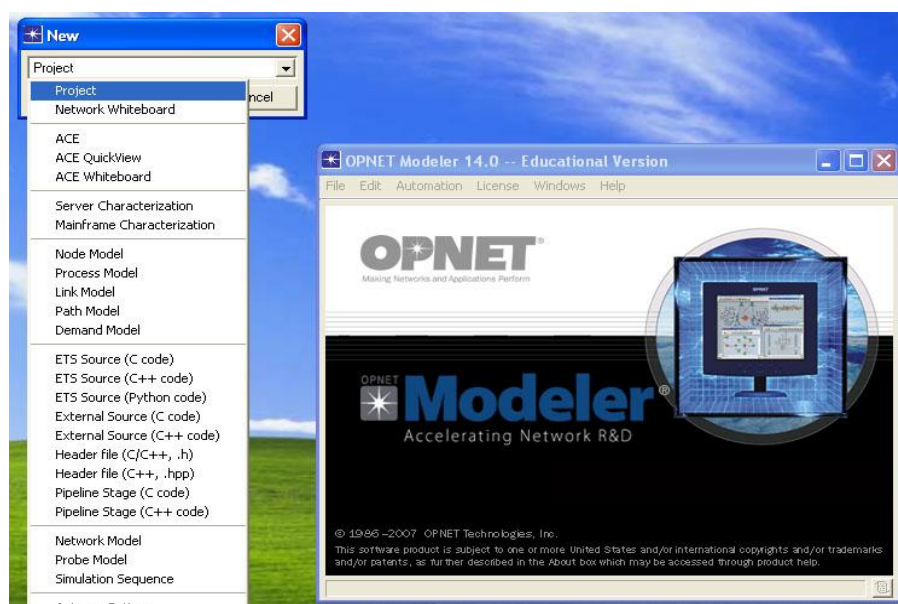 New
Project
Project
Network Whiteboard
ncel
ACE
ACE QuickView
ACE Whiteboard
Server Characterization
Mainframe Characterization
Node Model
Process Model
Link Model
Path Model
Demand Model
ETS Source (C code)
ETS Source (C++ code)
ETS Source (Python code)
External Source (C code)
External Source (C++ code)
Header file (C/C++, .h)
Header file (C++, .hpp)
Pipeline Stage (C code)
Pipeline Stage (C++ code)
Network Model
Probe Model
Simulation Sequence
OPNET Modeler 14.0 -- Educational Version
File Edit Automation License Windows Help
OPNET®
Making Networks and Applications Perform
OPNET
OPNET
Modeler®
Accelerating Network R&D
© 1986-2007 OPNET Technologies, Inc.
This software product is subject to one or more United States and/or international copyrights and/or trademarks
and/or patents, as further described in the About box which may be accessed through product help.